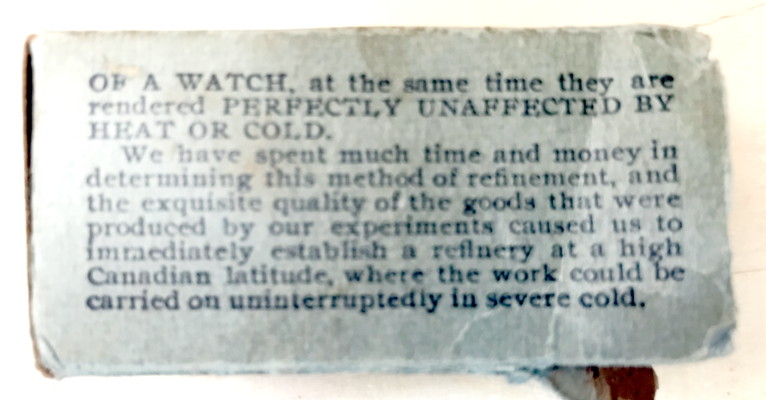 OF A WATCH, at the same time they are
rendered PERFECTLY UNAFFECTED BY
HEAT OR COLD.
We have spent much time and money in
determining this method of refinement, and
the exquisite quality of the goods that were
produced by our experiments caused us to
immediately establish a refinery at a high
Canadian latitude, where the work could be
carried on uninterruptedly in severe cold.